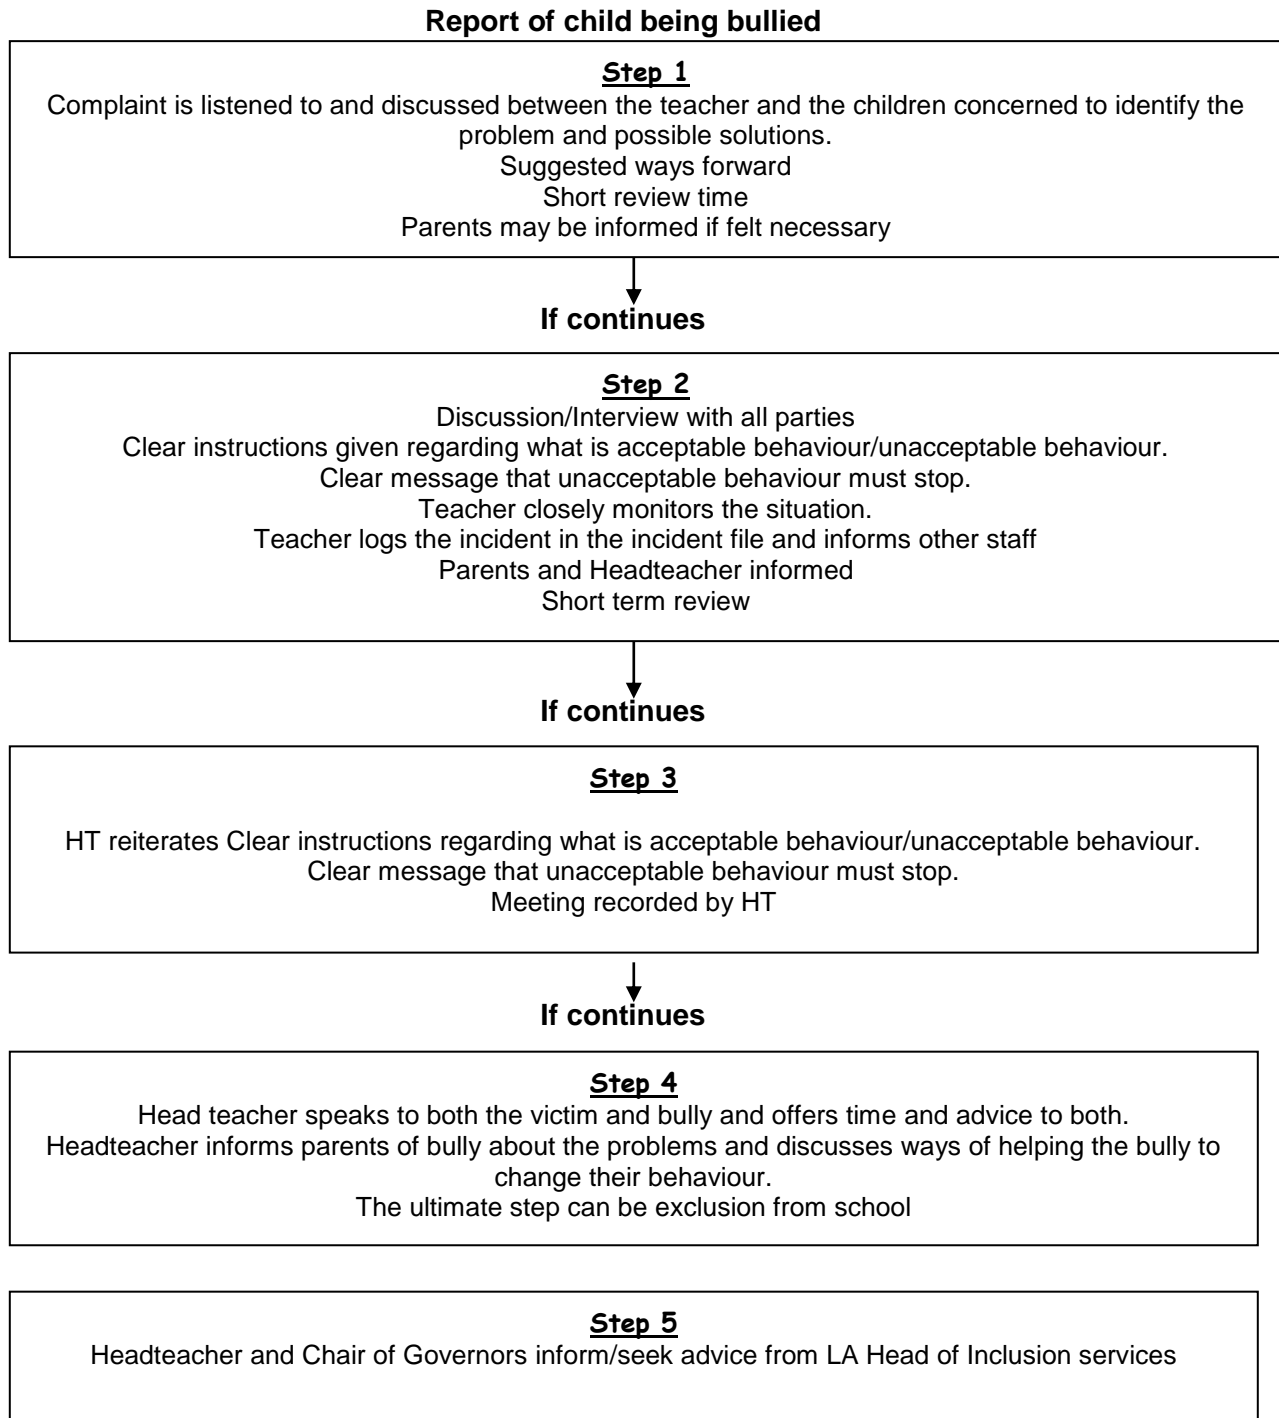 Report of child being bullied
Step 1
Complaint is listened to and discussed between the teacher and the children concerned to identify the
problem and possible solutions.
Suggested ways forward
Short review time
Parents may be informed if felt necessary
If continues
Step 2
Discussion/Interview with all parties
Clear instructions given regarding what is acceptable behaviour/unacceptable behaviour.
Clear message that unacceptable behaviour must stop.
Teacher closely monitors the situation.
Teacher logs the incident in the incident file and informs other staff
Parents and Headteacher informed
Short term review
If continues
Step 3
HT reiterates Clear instructions regarding what is acceptable behaviour/unacceptable behaviour.
Clear message that unacceptable behaviour must stop.
Meeting recorded by HT
If continues
Step 4
Head teacher speaks to both the victim and bully and offers time and advice to both.
Headteacher informs parents of bully about the problems and discusses ways of helping the bully to
change their behaviour.
The ultimate step can be exclusion from school
Step 5
Headteacher and Chair of Governors inform/seek advice from LA Head of Inclusion services